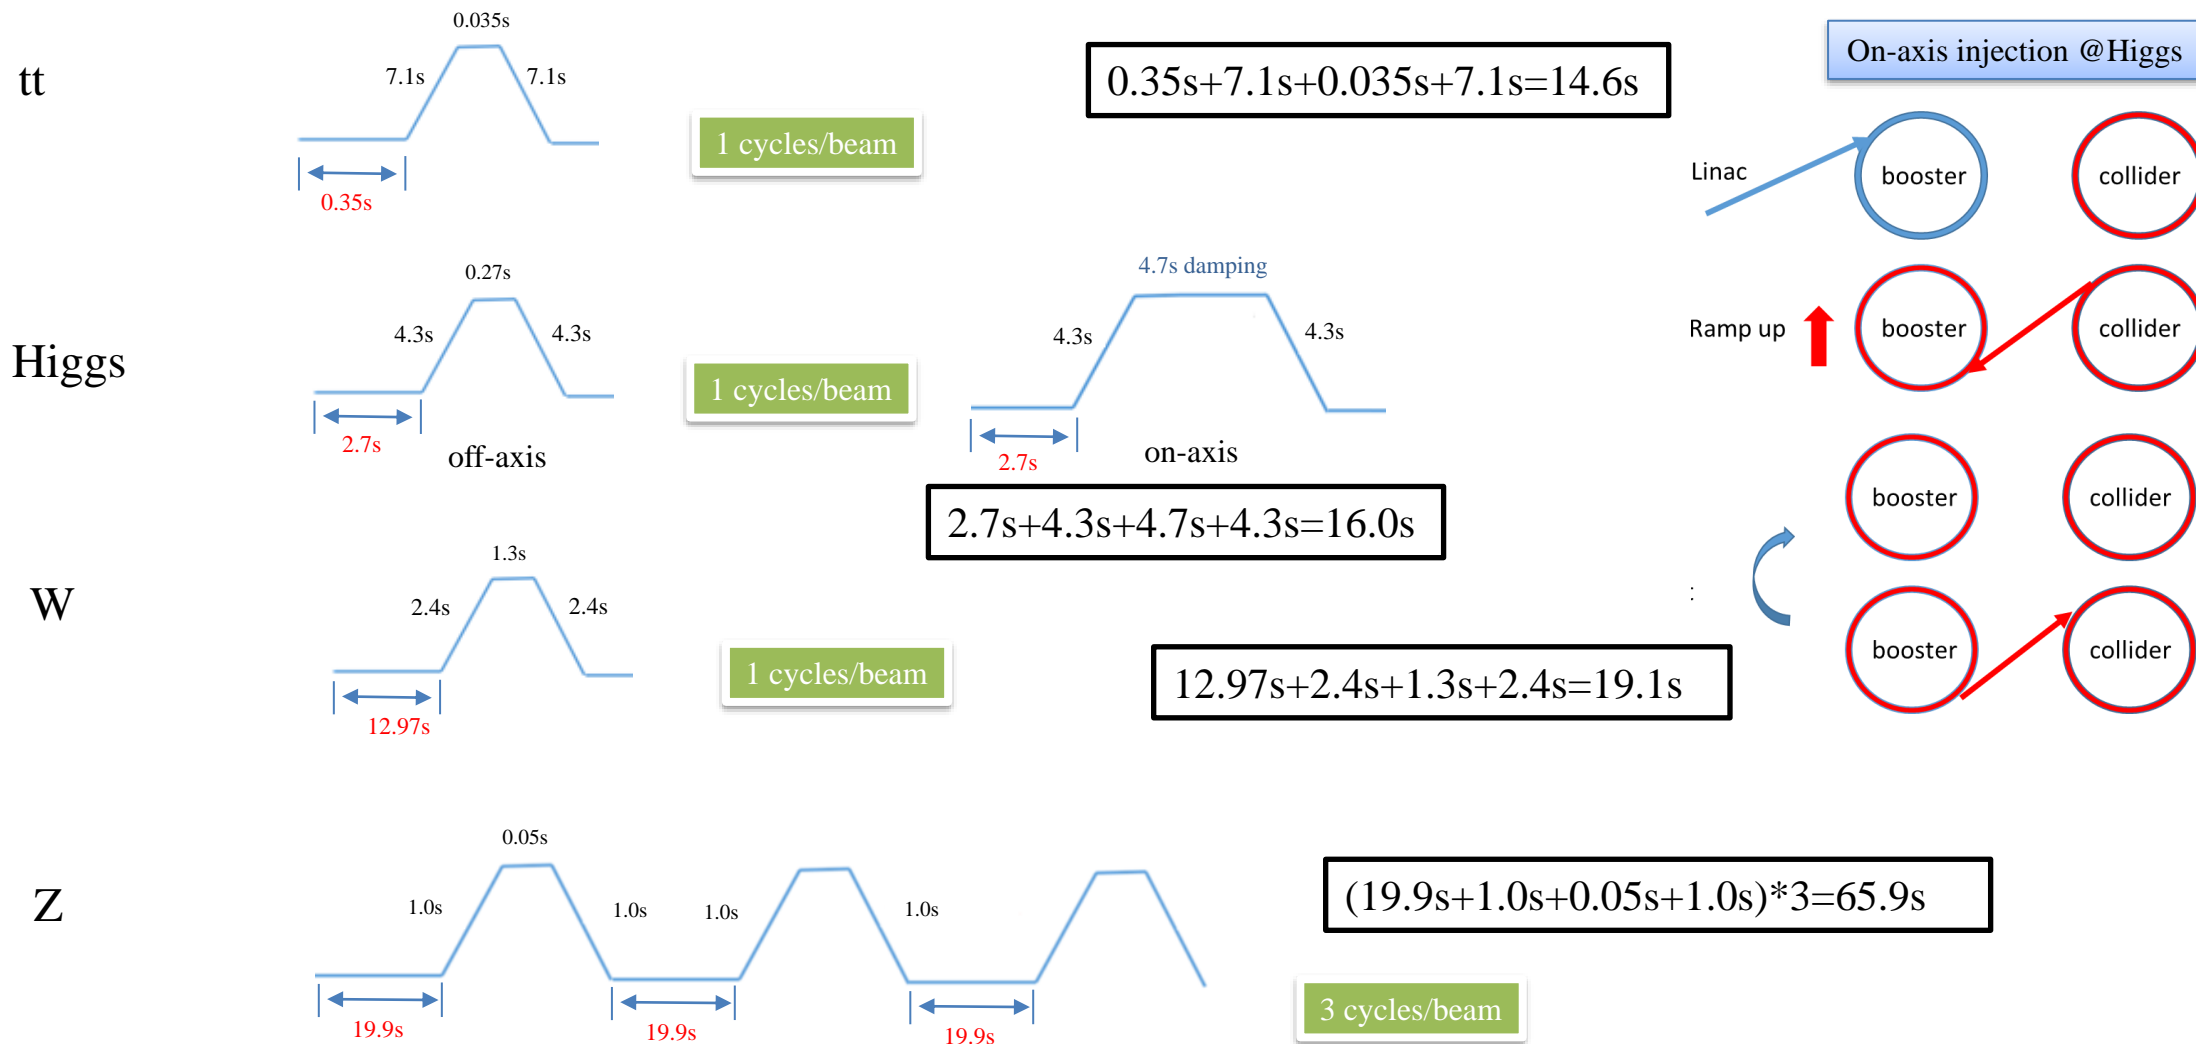 tt
0.035s
7.1s
7.1s
0.35s
1 cycles/beam
0.35s+7.1s+0.035s+7.1s=14.6s
Higgs
0.27s
4.3s
4.3s
2.7s
off-axis
1 cycles/beam
4.7s damping
4.3s
4.3s
2.7s
on-axis
2.7s+4.3s+4.7s+4.3s=16.0s
W
1.3s
2.4s
2.4s
12.97s
1 cycles/beam
12.97s+2.4s+1.3s+2.4s=19.1s
Z
0.05s
1.0s
1.0s
1.0s
1.0s
19.9s
19.9s
19.9s
(19.9s+1.0s+0.05s+1.0s)*3=65.9s
3 cycles/beam
On-axis injection @Higgs
Linac
booster
collider
Ramp up
booster
collider
booster
collider
:
booster
collider